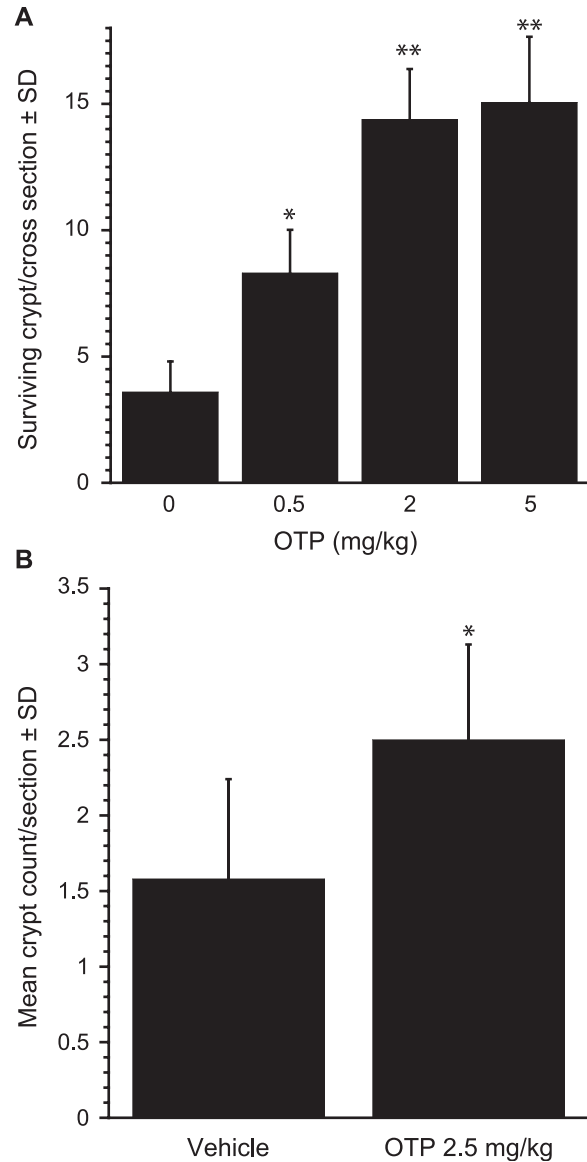 A
Surviving crypt/cross section ± SD
15
10
5
0
*
**
**
0 0.5 2 5
OTP (mg/kg)
B
Mean crypt count/section ± SD
3.5
3
2.5
2
1.5
1
0.5
0
*
Vehicle OTP 2.5 mg/kg